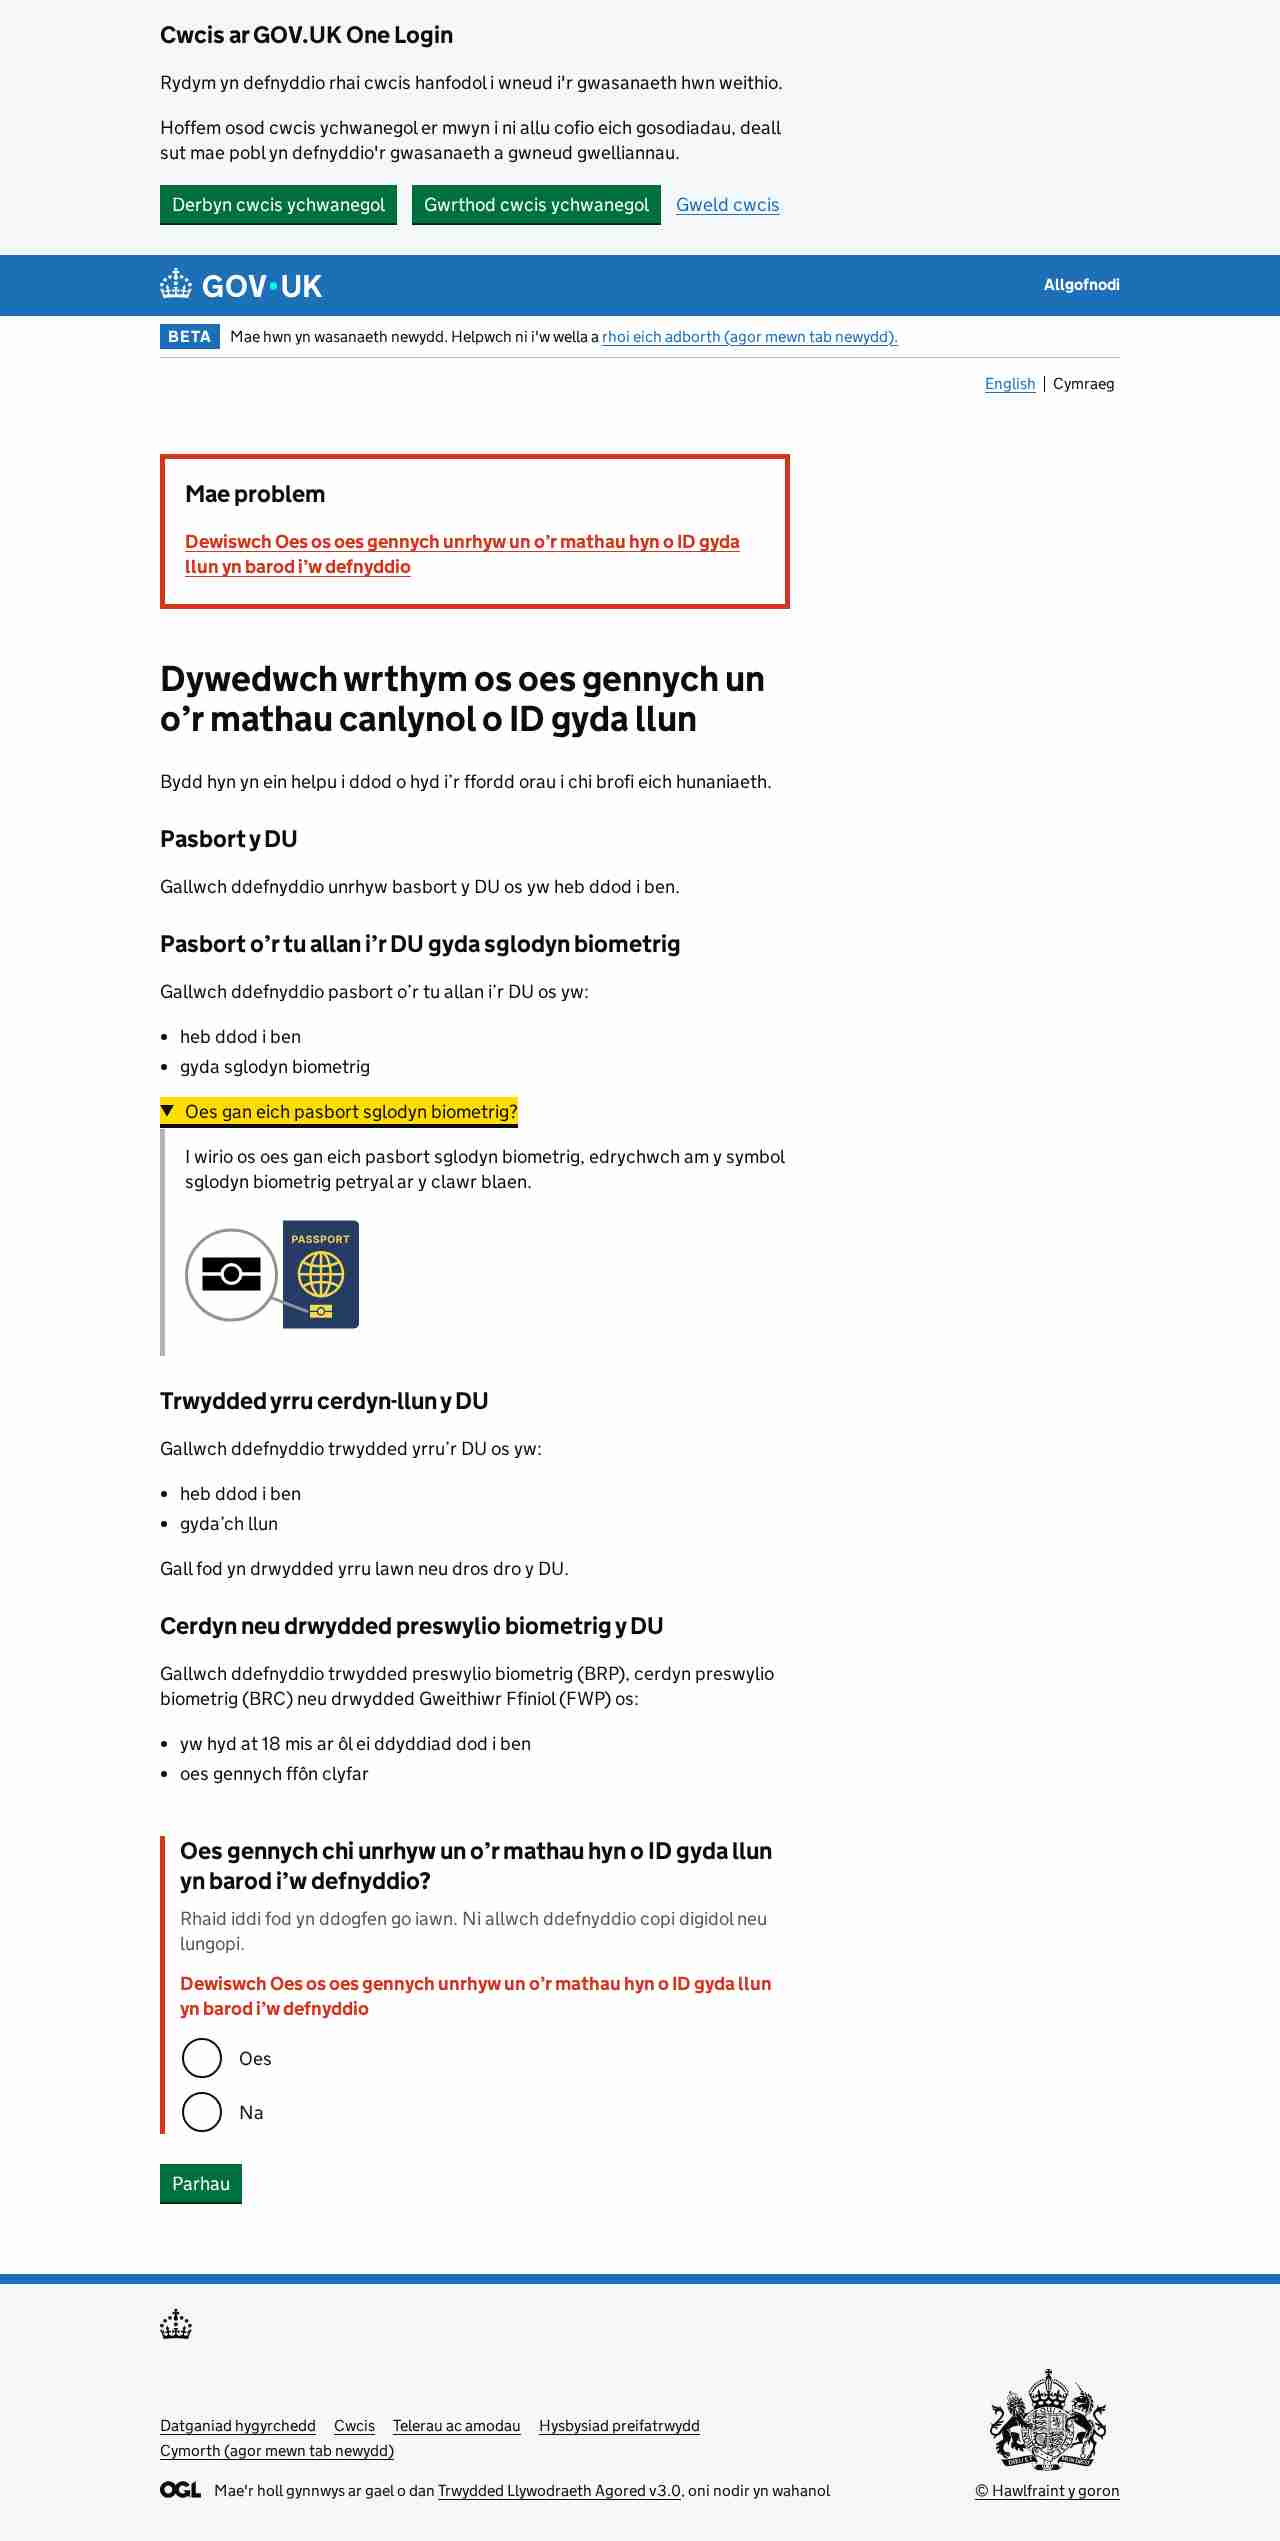 Cwcis ar GOV.UK One Login
Rydym yn defnyddio rhai cwcis hanfodol i wneud i'r gwasanaeth hwn weithio.
Hoffem osod cwcis ychwanegol er mwyn i ni allu cofio eich gosodiadau, deall
sut mae pobl yn defnyddio'r gwasanaeth a gwneud gwelliannau.
Derbyn cwcis ychwanegol Gwrthod cwcis ychwanegol Gweld cwcis
GOV·UK Allgofnodi
BETA Mae hwn yn wasanaeth newydd. Helpwch ni i'w wella a rhoi eich adborth (agor mewn tab newydd).
English Cymraeg
Mae problem
Dewiswch Oes os oes gennych unrhyw un o’r mathau hyn o ID gyda
llun yn barod i’w defnyddio
Dywedwch wrthym os oes gennych un
o’r mathau canlynol o ID gyda llun
Bydd hyn yn ein helpu i ddod o hyd i’r ffordd orau i chi brofi eich hunaniaeth.
Pasbort y DU
Gallwch ddefnyddio unrhyw basbort y DU os yw heb ddod i ben.
Pasbort o’r tu allan i’r DU gyda sglodyn biometrig
Gallwch ddefnyddio pasbort o’r tu allan i’r DU os yw:
• heb ddod i ben
• gyda sglodyn biometrig
▼ Oes gan eich pasbort sglodyn biometrig?
I wirio os oes gan eich pasbort sglodyn biometrig, edrychwch am y symbol
sglodyn biometrig petryal ar y clawr blaen.
PASSPORT
Trwydded yrru cerdyn-llun y DU
Gallwch ddefnyddio trwydded yrru’r DU os yw:
• heb ddod i ben
• gyda’ch llun
Gall fod yn drwydded yrru lawn neu dros dro y DU.
Cerdyn neu drwydded preswylio biometrig y DU
Gallwch ddefnyddio trwydded preswylio biometrig (BRP), cerdyn preswylio
biometrig (BRC) neu drwydded Gweithiwr Ffiniol (FWP) os:
• yw hyd at 18 mis ar ôl ei ddyddiad dod i ben
• oes gennych ffôn clyfar
Oes gennych chi unrhyw un o’r mathau hyn o ID gyda llun
yn barod i’w defnyddio?
Rhaid iddi fod yn ddogfen go iawn. Ni allwch ddefnyddio copi digidol neu
lungopi.
Dewiswch Oes os oes gennych unrhyw un o’r mathau hyn o ID gyda llun
yn barod i’w defnyddio
Oes
Na
Parhau
Datganiad hygyrchedd Cwcis Telerau ac amodau Hysbysiad preifatrwydd
Cymorth (agor mewn tab newydd)
OGL Mae'r holl gynnwys ar gael o dan Trwydded Llywodraeth Agored v3.0, oni nodir yn wahanol
© Hawlfraint y goron